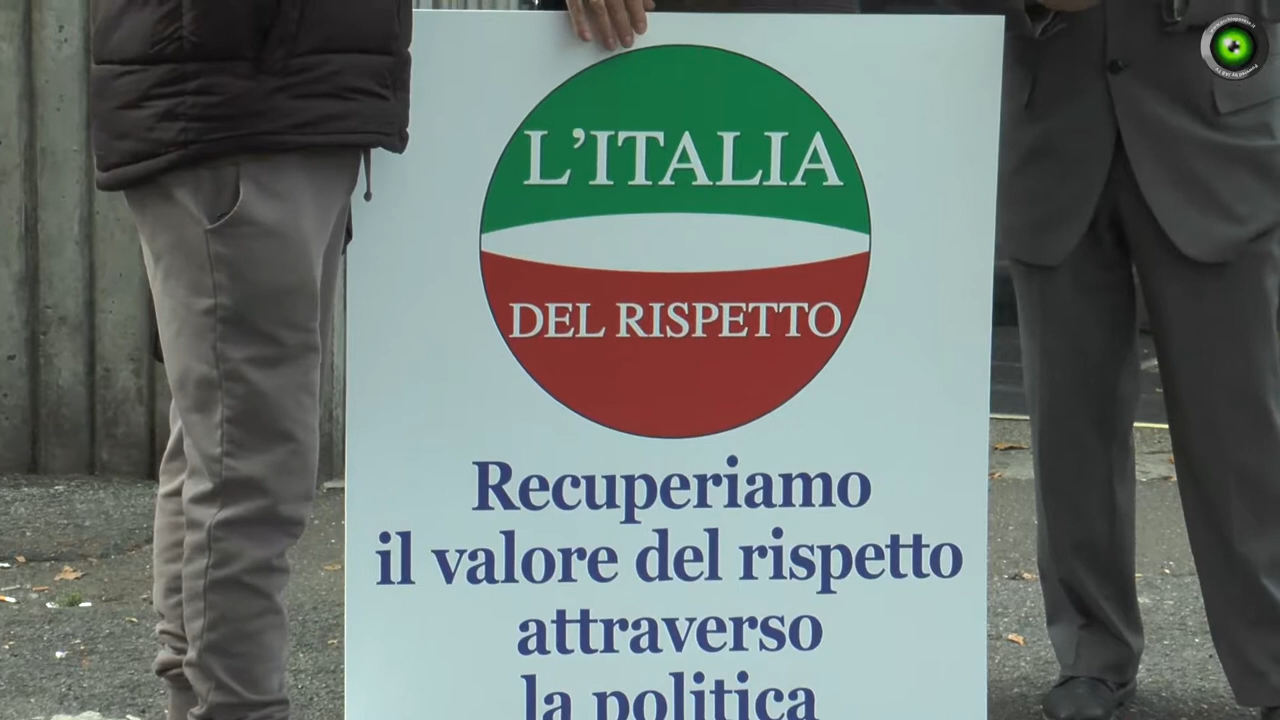 L'ITALIA
DEL RISPETTO
Recuperiamo
il valore del rispetto
attraverso
la politica